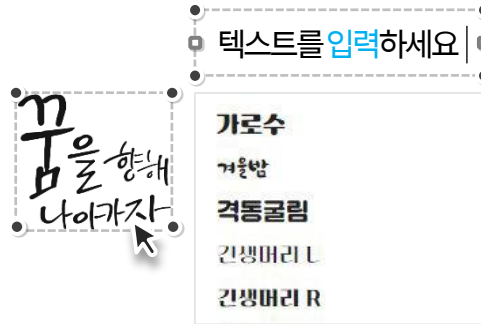 텍스트를 입력하세요
꿈을 향해
나아가자
가로수
겨울밤
격동굴림
긴생머리 L
긴생머리 R